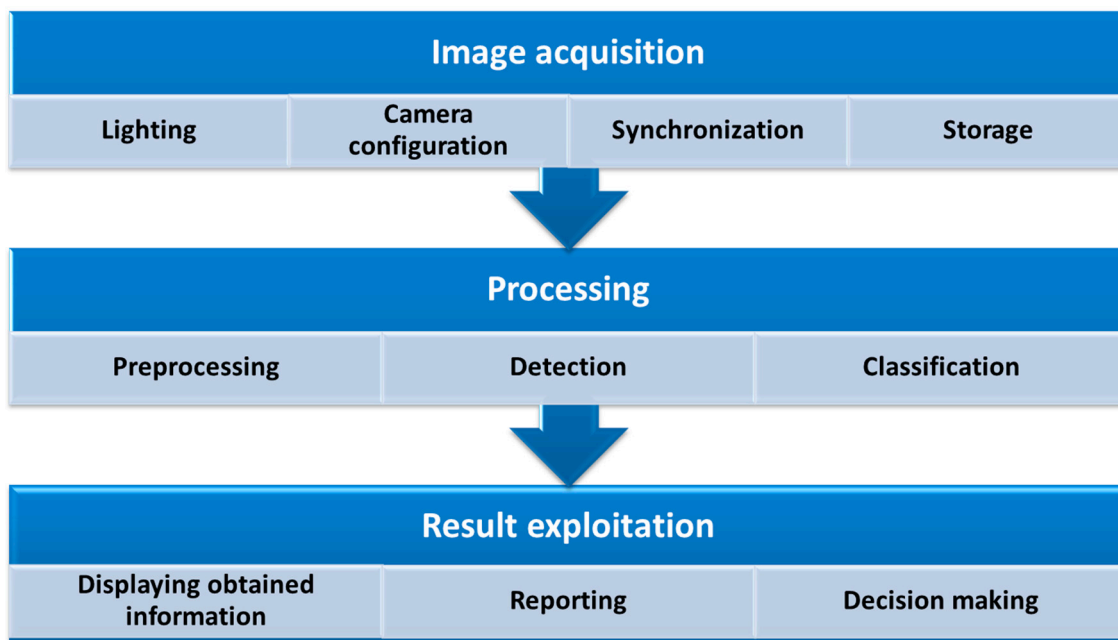 Image acquisition
Lighting
Camera
configuration
Synchronization
Storage
Processing
Preprocessing
Detection
Classification
Result exploitation
Displaying obtained
information
Reporting
Decision making